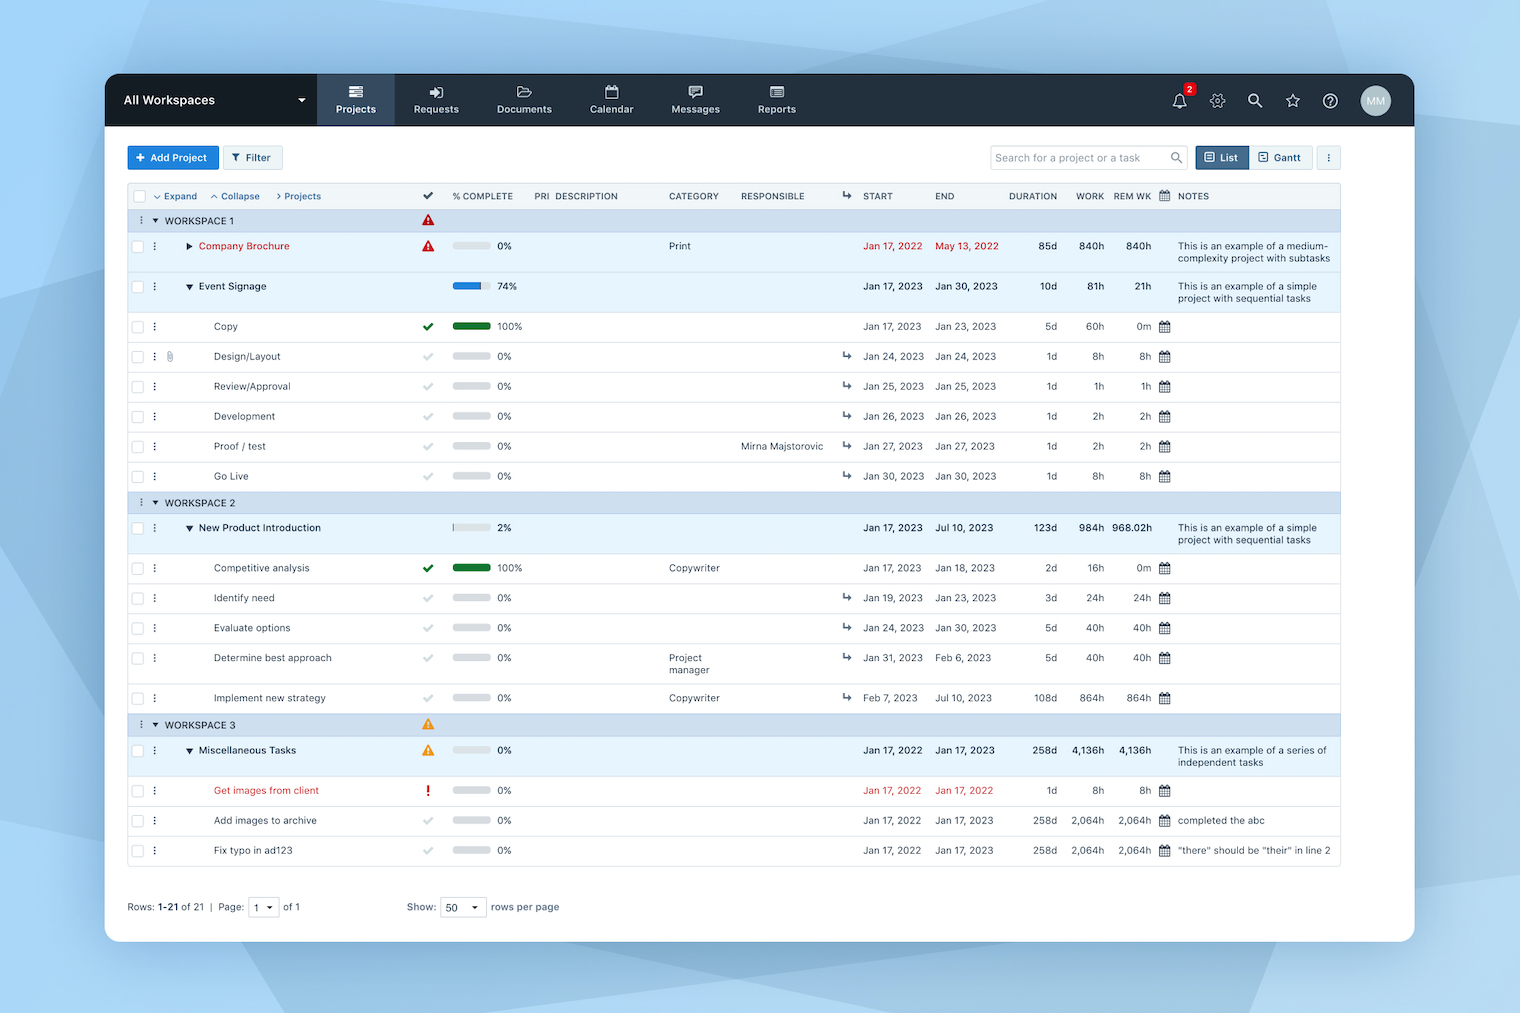 All Workspaces
Projects
Requests
Documents
Calendar
Messages
Reports
2
MM
+ Add Project
Filter
Search for a project or a task
List
Gantt
Expand Collapse Projects % COMPLETE PRI DESCRIPTION CATEGORY RESPONSIBLE START END DURATION WORK REM WK NOTES
WORKSPACE 1
Company Brochure 0% Print Jan 17, 2022 May 13, 2022 85d 840h 840h This is an example of a medium-
complexity project with subtasks
Event Signage 74% Jan 17, 2023 Jan 30, 2023 10d 81h 21h This is an example of a simple
project with sequential tasks
Copy 100% Jan 17, 2023 Jan 23, 2023 5d 60h 0m
Design/Layout 0% Jan 24, 2023 Jan 24, 2023 1d 8h 8h
Review/Approval 0% Jan 25, 2023 Jan 25, 2023 1d 1h 1h
Development 0% Jan 26, 2023 Jan 26, 2023 1d 2h 2h
Proof / test 0% Mirna Majstorovic Jan 27, 2023 Jan 27, 2023 1d 2h 2h
Go Live 0% Jan 30, 2023 Jan 30, 2023 1d 8h 8h
WORKSPACE 2
New Product Introduction 2% Jan 17, 2023 Jul 10, 2023 123d 984h 968.02h This is an example of a simple
project with sequential tasks
Competitive analysis 100% Copywriter Jan 17, 2023 Jan 18, 2023 2d 16h 0m
Identify need 0% Jan 19, 2023 Jan 23, 2023 3d 24h 24h
Evaluate options 0% Jan 24, 2023 Jan 30, 2023 5d 40h 40h
Determine best approach 0% Project Jan 31, 2023 Feb 6, 2023 5d 40h 40h
manager
Implement new strategy 0% Copywriter Feb 7, 2023 Jul 10, 2023 108d 864h 864h
WORKSPACE 3
Miscellaneous Tasks 0% Jan 17, 2022 Jan 17, 2023 258d 4,136h 4,136h This is an example of a series of
independent tasks
Get images from client 0% Jan 17, 2022 Jan 17, 2022 1d 8h 8h
Add images to archive 0% Jan 17, 2022 Jan 17, 2023 258d 2,064h 2,064h completed the abc
Fix typo in ad123 0% Jan 17, 2022 Jan 17, 2023 258d 2,064h 2,064h "there" should be "their" in line 2
Rows: 1-21 of 21 | Page: 1 of 1 Show: 50 rows per page